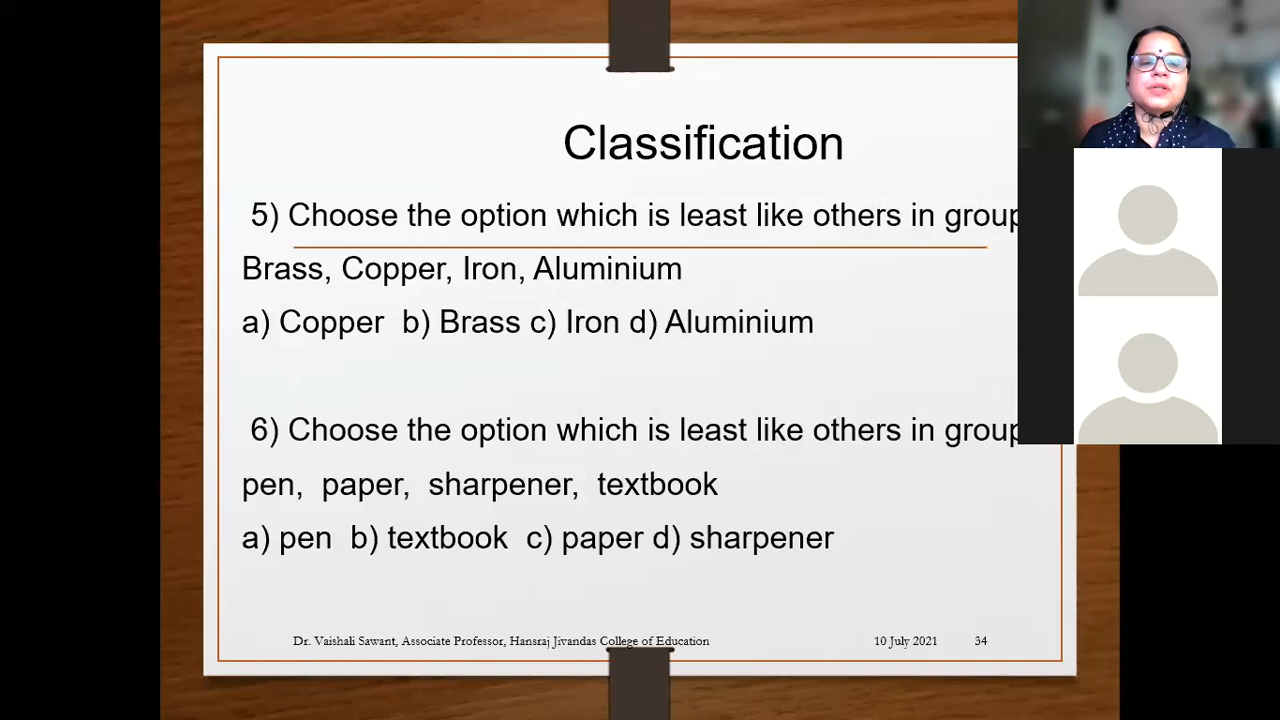 Classification
5) Choose the option which is least like others in group
Brass, Copper, Iron, Aluminium
a) Copper b) Brass c) Iron d) Aluminium
6) Choose the option which is least like others in group
pen, paper, sharpener, textbook
a) pen b) textbook c) paper d) sharpener
Dr. Vaishali Sawant, Associate Professor, Hansraj Jivandas College of Education 10 July 2021 34